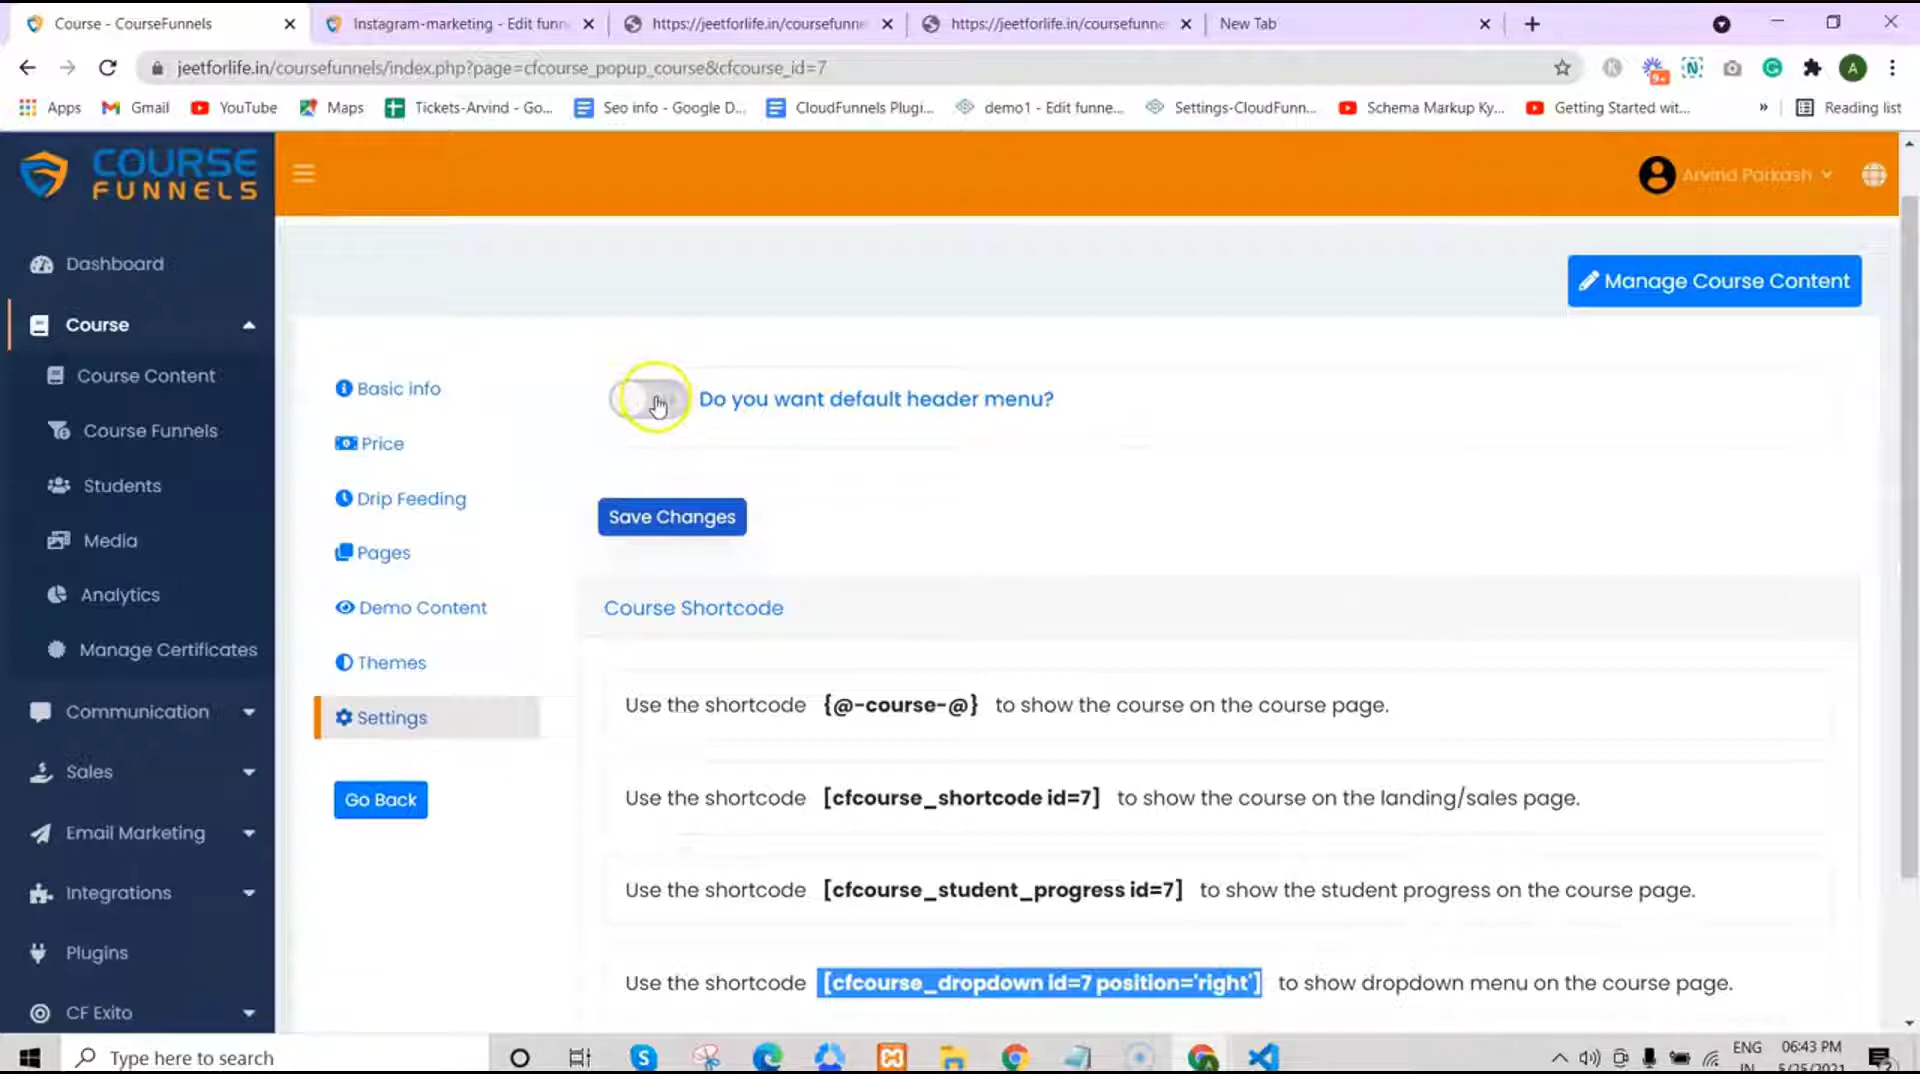 Course - CourseFunnels
Instagram-marketing - Edit funn
https://jeetforlife.in/coursefunne
https://jeetforlife.in/coursefunne
New Tab
jeetforlife.in/coursefunnels/index.php?page=cfcourse_popup_course&cfcourse_id=7
9+
N
A
Apps
Gmail
YouTube
Maps
Tickets-Arvind - Go...
Seo info - Google D...
CloudFunnels Plugi...
demo1 - Edit funne...
Settings-CloudFunn...
Schema Markup Ky...
Getting Started wit...
»
Reading list
COURSE
FUNNELS
Arvind Parkash
Dashboard
Manage Course Content
Course
Course Content
Course Funnels
Students
Media
Analytics
Manage Certificates
Communication
Sales
Email Marketing
Integrations
Plugins
CF Exito
Basic info
Price
Drip Feeding
Pages
Demo Content
Themes
Settings
Go Back
Do you want default header menu?
Save Changes
Course Shortcode
Use the shortcode {@-course-@} to show the course on the course page.
Use the shortcode [cfcourse_shortcode id=7] to show the course on the landing/sales page.
Use the shortcode [cfcourse_student_progress id=7] to show the student progress on the course page.
Use the shortcode [cfcourse_dropdown id=7 position='right'] to show dropdown menu on the course page.
Type here to search
ENG
IN
06:43 PM
5/25/2021